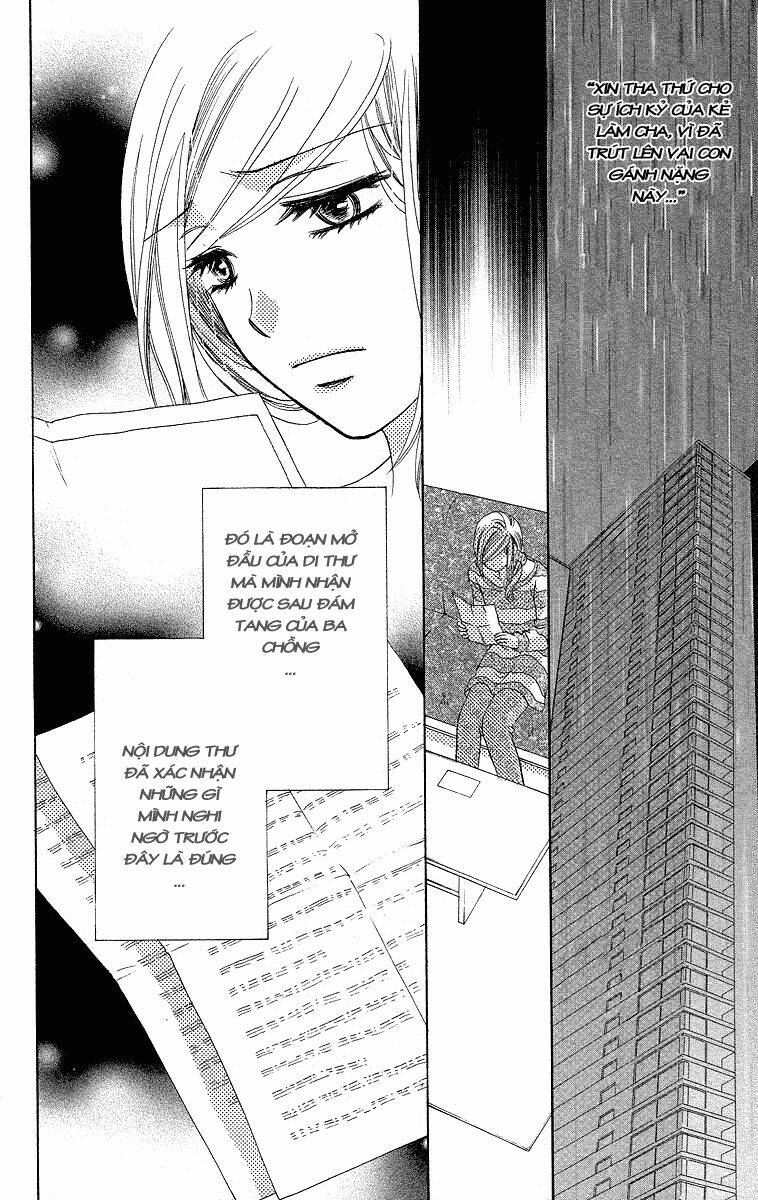 "XIN THA THỨ CHO
SỰ ÍCH KỶ CỦA KẺ
LÀM CHA, VÌ ĐÃ
TRÚT LÊN VAI CON
GÁNH NẶNG
NÀY..."
ĐÓ LÀ ĐOẠN MỞ
ĐẦU CỦA DI THƯ
MÀ MÌNH NHẬN
ĐƯỢC SAU ĐÁM
TANG CỦA BA
CHỒNG
...
NỘI DUNG THƯ
ĐÃ XÁC NHẬN
NHỮNG GÌ
MÌNH NGHI
NGỜ TRƯỚC
ĐÂY LÀ ĐÚNG
...